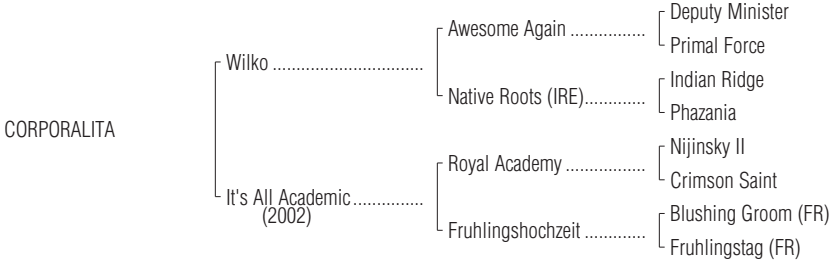 Deputy Minister
Awesome Again ................
Primal Force
Wilko ................................
Indian Ridge
Native Roots (IRE).............
Phazania
CORPORALITA
Nijinsky II
Royal Academy .................
Crimson Saint
It's All Academic...............
(2002)
Blushing Groom (FR)
Fruhlingshochzeit .............
Fruhlingstag (FR)